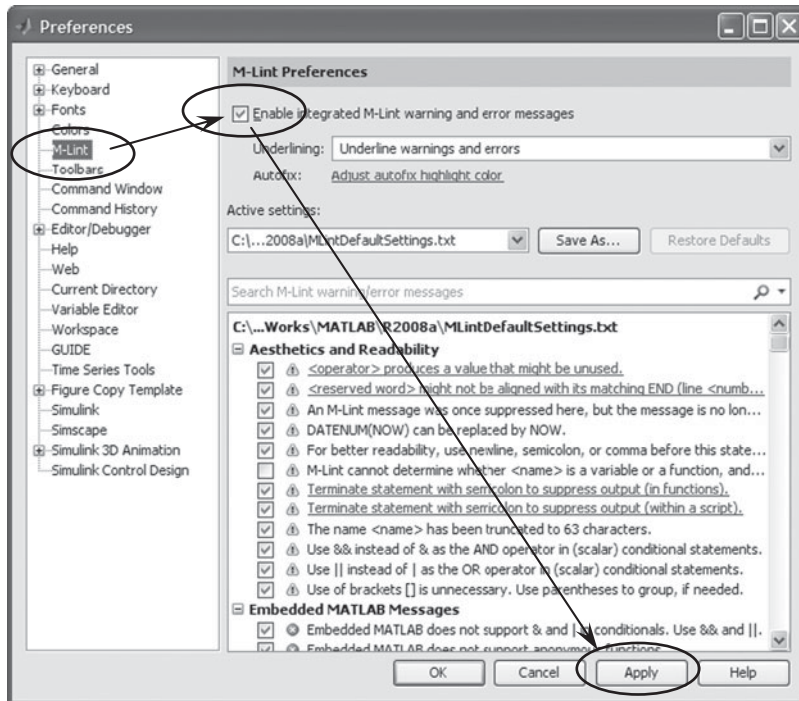 Preferences
General
Keyboard
Fonts
Colors
M-Lint
Toolbars
Command Window
Command History
Editor/Debugger
Help
Web
Current Directory
Variable Editor
Workspace
GUIDE
Time Series Tools
Figure Copy Template
Simulink
Simscape
Simulink 3D Animation
Simulink Control Design
M-Lint Preferences
Enable integrated M-Lint warning and error messages
Underlining: Underline warnings and errors
Autofix: Adjust autofix highlight color
Active settings:
C:\...2008a\MLintDefaultSettings.txt Save As... Restore Defaults
Search M-Lint warning/error messages
C:\...Works\MATLAB\R2008a\MLintDefaultSettings.txt
Aesthetics and Readability
<operator> produces a value that might be unused.
<reserved word> might not be aligned with its matching END (line <numb...
An M-Lint message was once suppressed here, but the message is no lon...
DATENUM(NOW) can be replaced by NOW.
For better readability, use newline, semicolon, or comma before this state...
M-Lint cannot determine whether <name> is a variable or a function, and...
Terminate statement with semicolon to suppress output (in functions).
Terminate statement with semicolon to suppress output (within a script).
The name <name> has been truncated to 63 characters.
Use && instead of & as the AND operator in (scalar) conditional statements.
Use || instead of | as the OR operator in (scalar) conditional statements.
Use of brackets [] is unnecessary. Use parentheses to group, if needed.
Embedded MATLAB Messages
Embedded MATLAB does not support & and | in conditionals. Use && and ||.
Embedded MATLAB does not support anonymous functions.
OK Cancel Apply Help